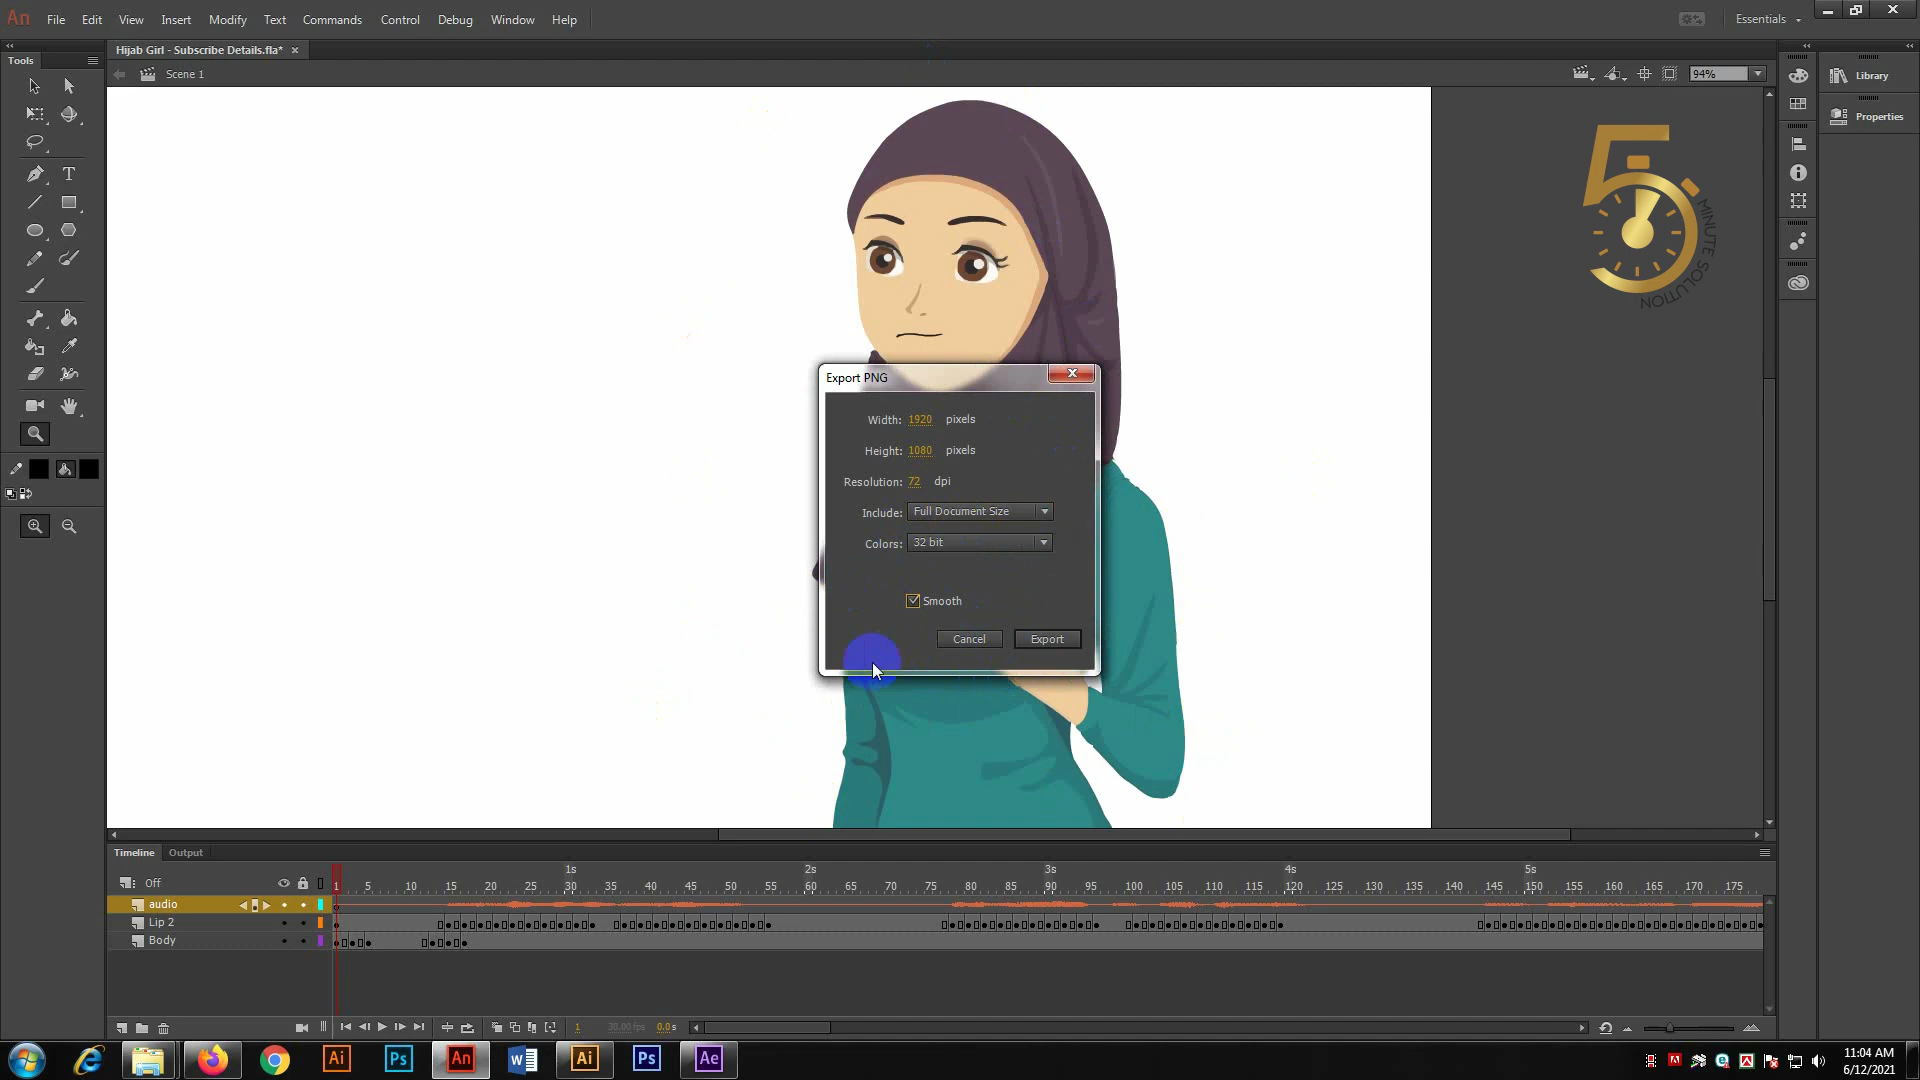 An File Edit View Insert Modify Text Commands Control Debug Window Help Essentials
Hijab Girl - Subscribe Details.fla* ×
Tools
Scene 1
94%
Library
Properties
5
MINUTE SOLUTION
T
Export PNG
Width: 1920 pixels
Height: 1080 pixels
Resolution: 72 dpi
Include: Full Document Size
Colors: 32 bit
Smooth
Cancel Export
Timeline Output
1s 2s 3s 4s 5s
Off 1 5 10 15 20 25 30 35 40 45 50 55 60 65 70 75 80 85 90 95 100 105 110 115 120 125 130 135 140 145 150 155 160 165 170 175
audio
Lip 2
Body
1 30.00 fps 0.0 s
Ai Ps An W Ai Ps Ae
11:04 AM
6/12/2021